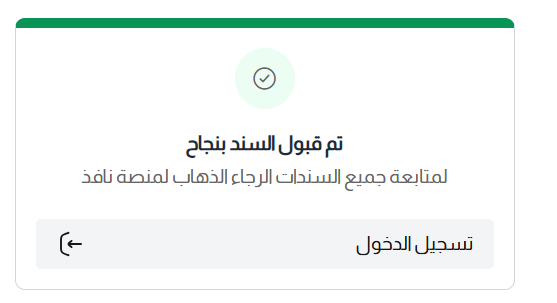 تم قبول السند بنجاح
لمتابعة جميع السندات الرجاء الذهاب لمنصة نافذ
تسجيل الدخول